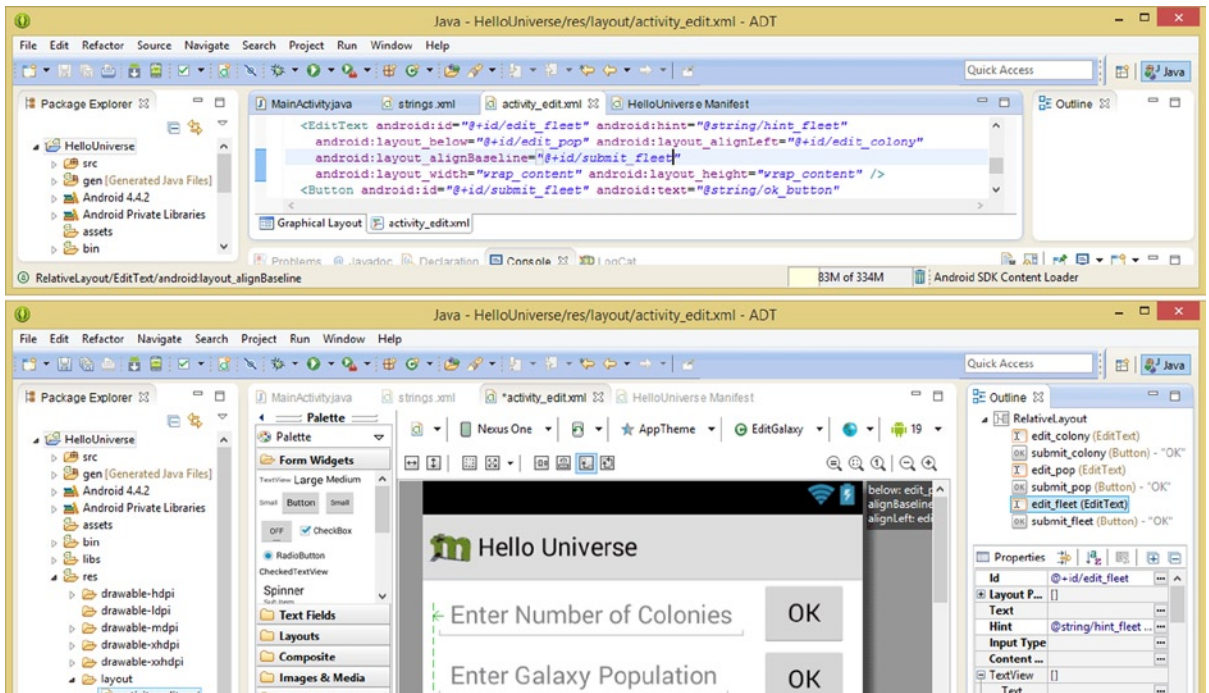 Java - HelloUniverse/res/layout/activity_edit.xml - ADT
File Edit Refactor Source Navigate Search Project Run Window Help
Quick Access
Java
Package Explorer
MainActivity.java
strings.xml
activity_edit.xml
HelloUniverse Manifest
Outline
HelloUniverse
src
gen [Generated Java Files]
Android 4.4.2
Android Private Libraries
assets
bin
<EditText android:id="@+id/edit_fleet" android:hint="@string/hint_fleet"
android:layout_below="@+id/edit_pop" android:layout_alignLeft="@+id/edit_colony"
android:layout_alignBaseline="@+id/submit_fleet"
android:layout_width="wrap_content" android:layout_height="wrap_content" />
<Button android:id="@+id/submit_fleet" android:text="@string/ok_button"
Graphical Layout
activity_edit.xml
Problems @ Javadoc Declaration Console LogCat
RelativeLayout/EditText/android:layout_alignBaseline
83M of 334M
Android SDK Content Loader
Java - HelloUniverse/res/layout/activity_edit.xml - ADT
File Edit Refactor Navigate Search Project Run Window Help
Quick Access
Java
Package Explorer
MainActivity.java
strings.xml
*activity_edit.xml
HelloUniverse Manifest
Outline
HelloUniverse
src
gen [Generated Java Files]
Android 4.4.2
Android Private Libraries
assets
bin
libs
res
drawable-hdpi
drawable-ldpi
drawable-mdpi
drawable-xhdpi
drawable-xxhdpi
layout
Palette
Palette
Form Widgets
TextView Large Medium
Small Button Small
OFF CheckBox
RadioButton
CheckedTextView
Spinner
Sub Item
Text Fields
Layouts
Composite
Images & Media
Nexus One
AppTheme
EditGalaxy
19
below: edit_p
alignBaseline
alignLeft: edi
Hello Universe
Enter Number of Colonies
OK
Enter Galaxy Population
OK
RelativeLayout
edit_colony (EditText)
submit_colony (Button) - "OK"
edit_pop (EditText)
submit_pop (Button) - "OK"
edit_fleet (EditText)
submit_fleet (Button) - "OK"
Properties
Id @+id/edit_fleet
Layout P... []
Text
Hint @string/hint_fleet ...
Input Type
Content ...
TextView []
Text